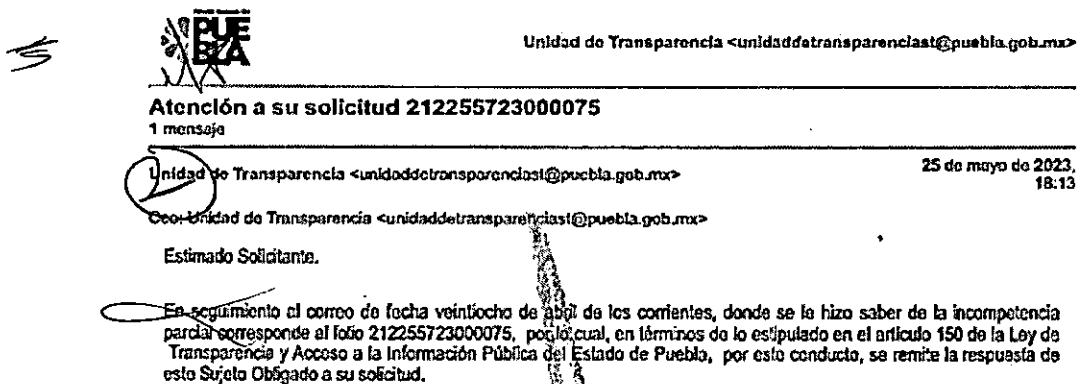 PUE
BLA
Unidad de Transparencia <unidaddetransparenciast@puebla.gob.mx>
Atención a su solicitud 212255723000075
1 mensaje
Unidad de Transparencia <unidaddetransparenciast@puebla.gob.mx>
25 de mayo de 2023,
18:13
Cco: Unidad de Transparencia <unidaddetransparenciast@puebla.gob.mx>
Estimado Solicitante.
En seguimiento al correo de fecha veintiocho de abril de los corrientes, donde se le hizo saber de la incompetencia
parcial corresponde al folio 212255723000075, por lo cual, en términos de lo estipulado en el artículo 150 de la Ley de
Transparencia y Acceso a la Información Pública del Estado de Puebla, por este conducto, se remite la respuesta de
este Sujeto Obligado a su solicitud.